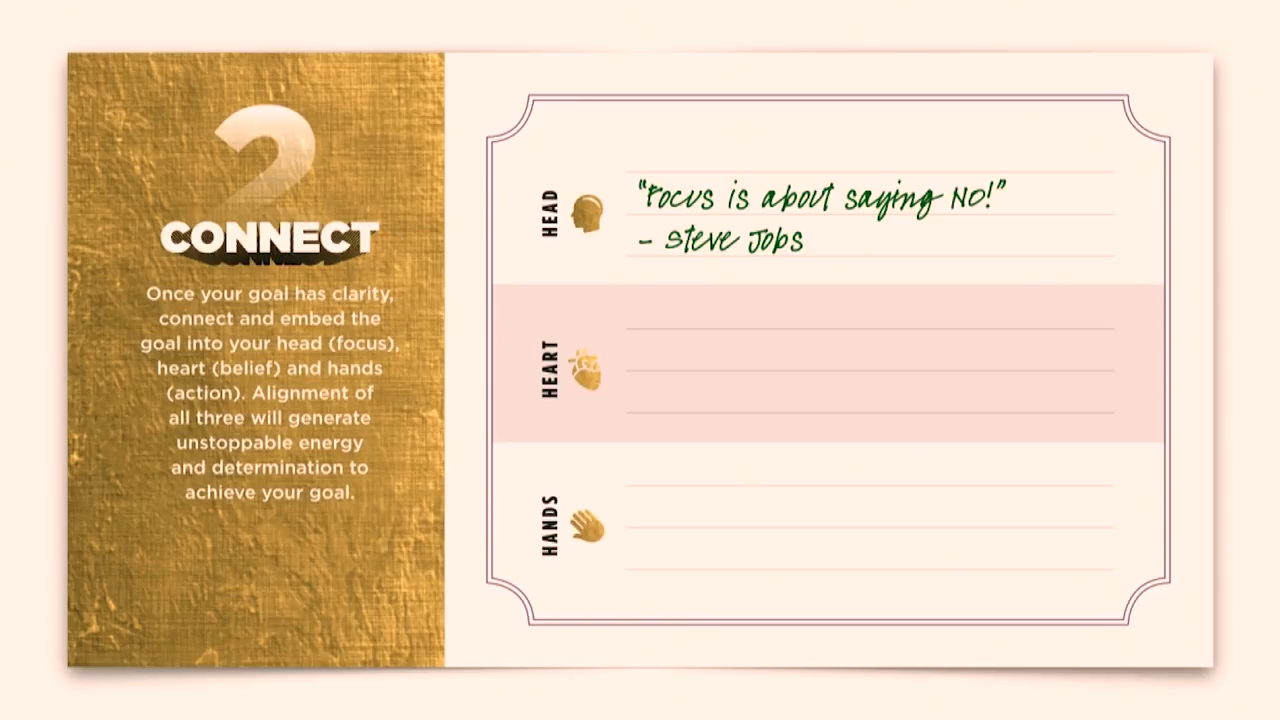 2
CONNECT
Once your goal has clarity,
connect and embed the
goal into your head (focus),
heart (belief) and hands
(action). Alignment of
all three will generate
unstoppable energy
and determination to
achieve your goal.
HEAD
"Focus is about saying NO!"
- Steve Jobs
HEART
HANDS